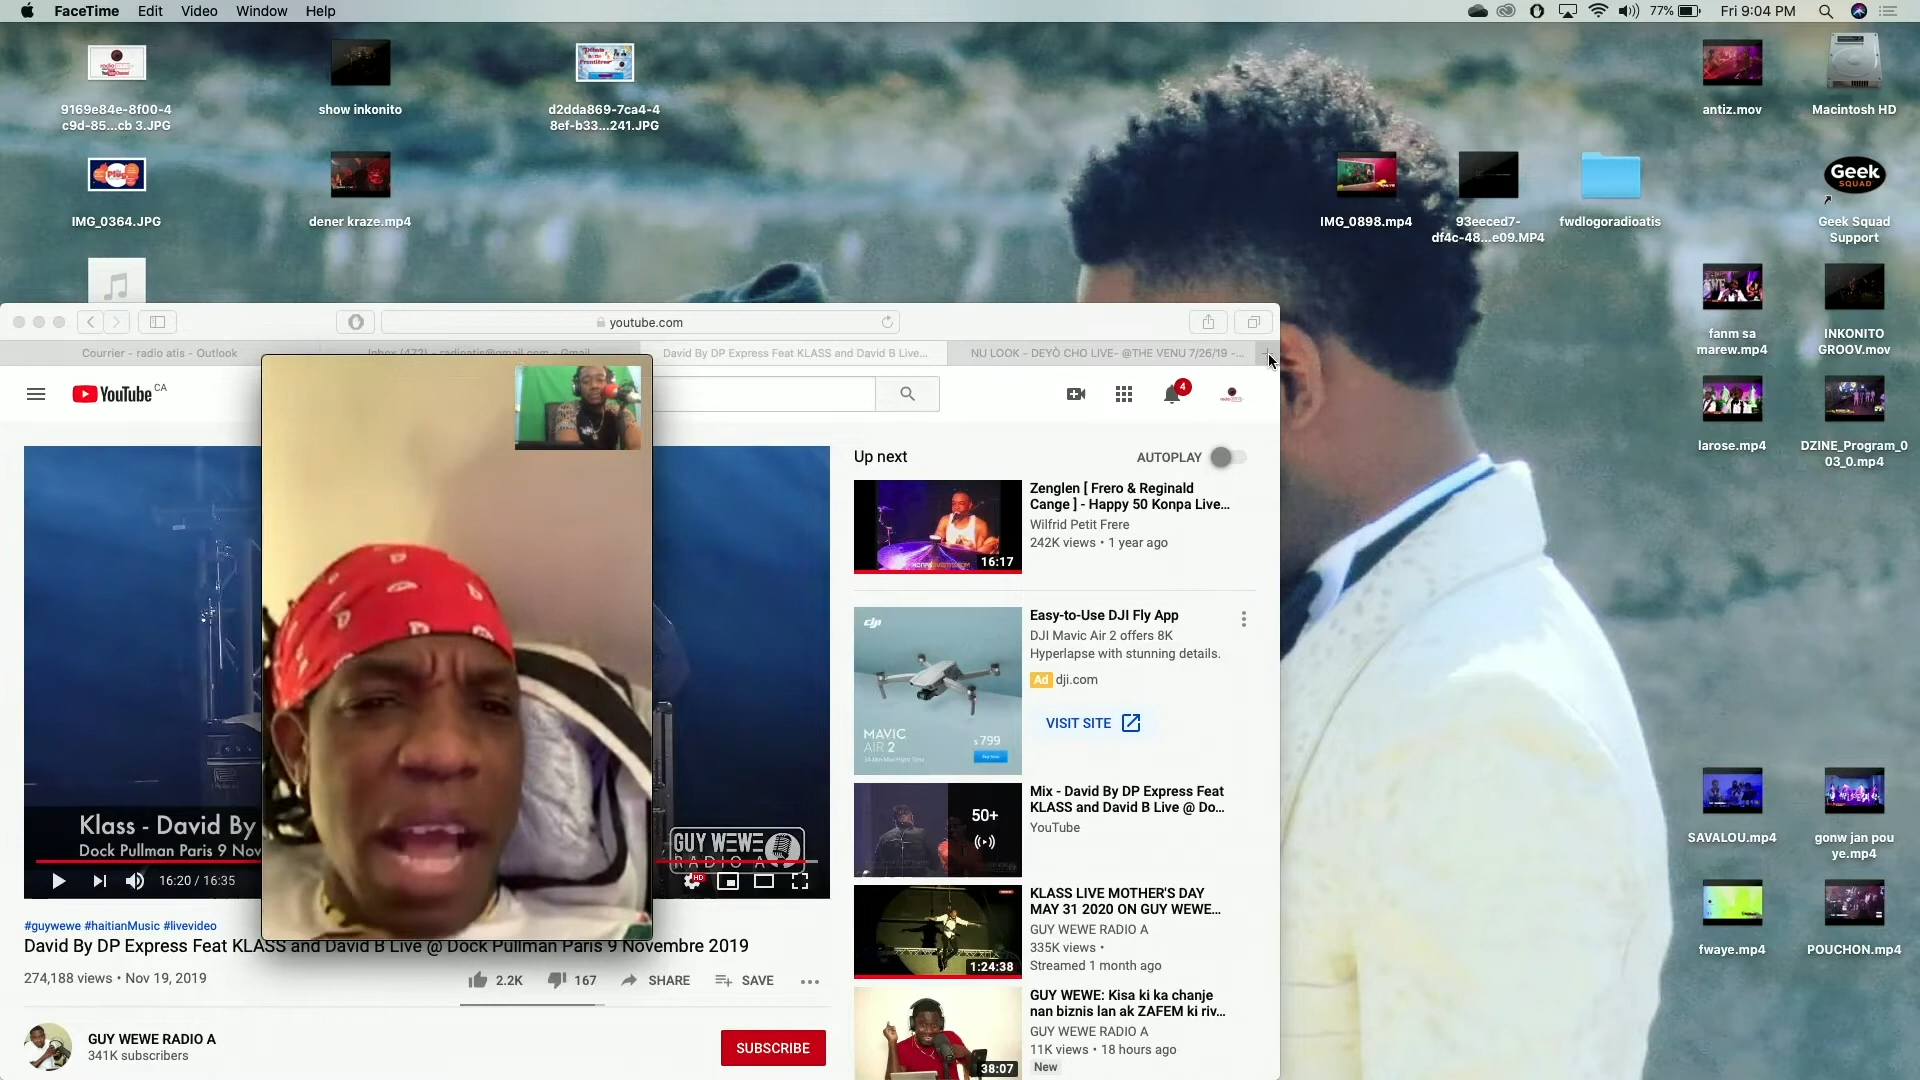 FaceTime Edit Video Window Help
77% Fri 9:04 PM
9169e84e-8f00-4
c9d-85...cb 3.JPG
show inkonito
d2dda869-7ca4-4
8ef-b33...241.JPG
antiz.mov
Macintosh HD
IMG_0364.JPG
dener kraze.mp4
IMG_0898.mp4
93eeced7-
df4c-48...e09.MP4
fwdlogoradioatis
Geek
SQUAD
Geek Squad
Support
fanm sa
marew.mp4
INKONITO
GROOV.mov
larose.mp4
DZINE_Program_0
03_0.mp4
SAVALOU.mp4
gonw jan pou
ye.mp4
fwaye.mp4
POUCHON.mp4
youtube.com
Courrier - radio atis - Outlook
Inbox (472) - radioatis@gmail.com - Gmail
David By DP Express Feat KLASS and David B Live...
NU LOOK - DEYÒ CHO LIVE- @THE VENU 7/26/19 -...
YouTube CA
4
Klass - David By
Dock Pullman Paris 9 Nov
GUY WEWE
RADIO A
16:20 / 16:35
HD
#guywewe #haitianMusic #livevideo
David By DP Express Feat KLASS and David B Live @ Dock Pullman Paris 9 Novembre 2019
274,188 views • Nov 19, 2019
2.2K 167 SHARE SAVE
GUY WEWE RADIO A
341K subscribers
SUBSCRIBE
Up next
AUTOPLAY
Zenglen [ Frero & Reginald
Cange ] - Happy 50 Konpa Live...
Wilfrid Petit Frere
242K views • 1 year ago
16:17
Easy-to-Use DJI Fly App
DJI Mavic Air 2 offers 8K
Hyperlapse with stunning details.
Ad dji.com
VISIT SITE
dji
MAVIC
AIR 2
$799
Mix - David By DP Express Feat
KLASS and David B Live @ Do...
YouTube
50+
KLASS LIVE MOTHER'S DAY
MAY 31 2020 ON GUY WEWE...
GUY WEWE RADIO A
335K views •
Streamed 1 month ago
1:24:38
GUY WEWE: Kisa ki ka chanje
nan biznis lan ak ZAFEM ki riv...
GUY WEWE RADIO A
11K views • 18 hours ago
New
38:07